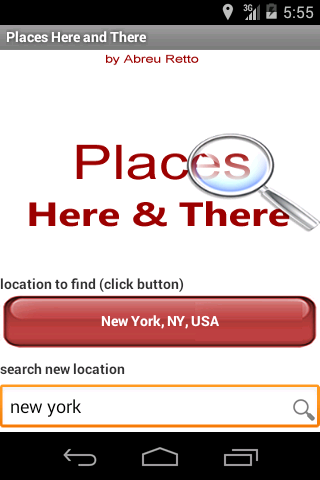 3G
5:55
Places Here and There
by Abreu Retto
Places
Here & There
location to find (click button)
New York, NY, USA
search new location
new york